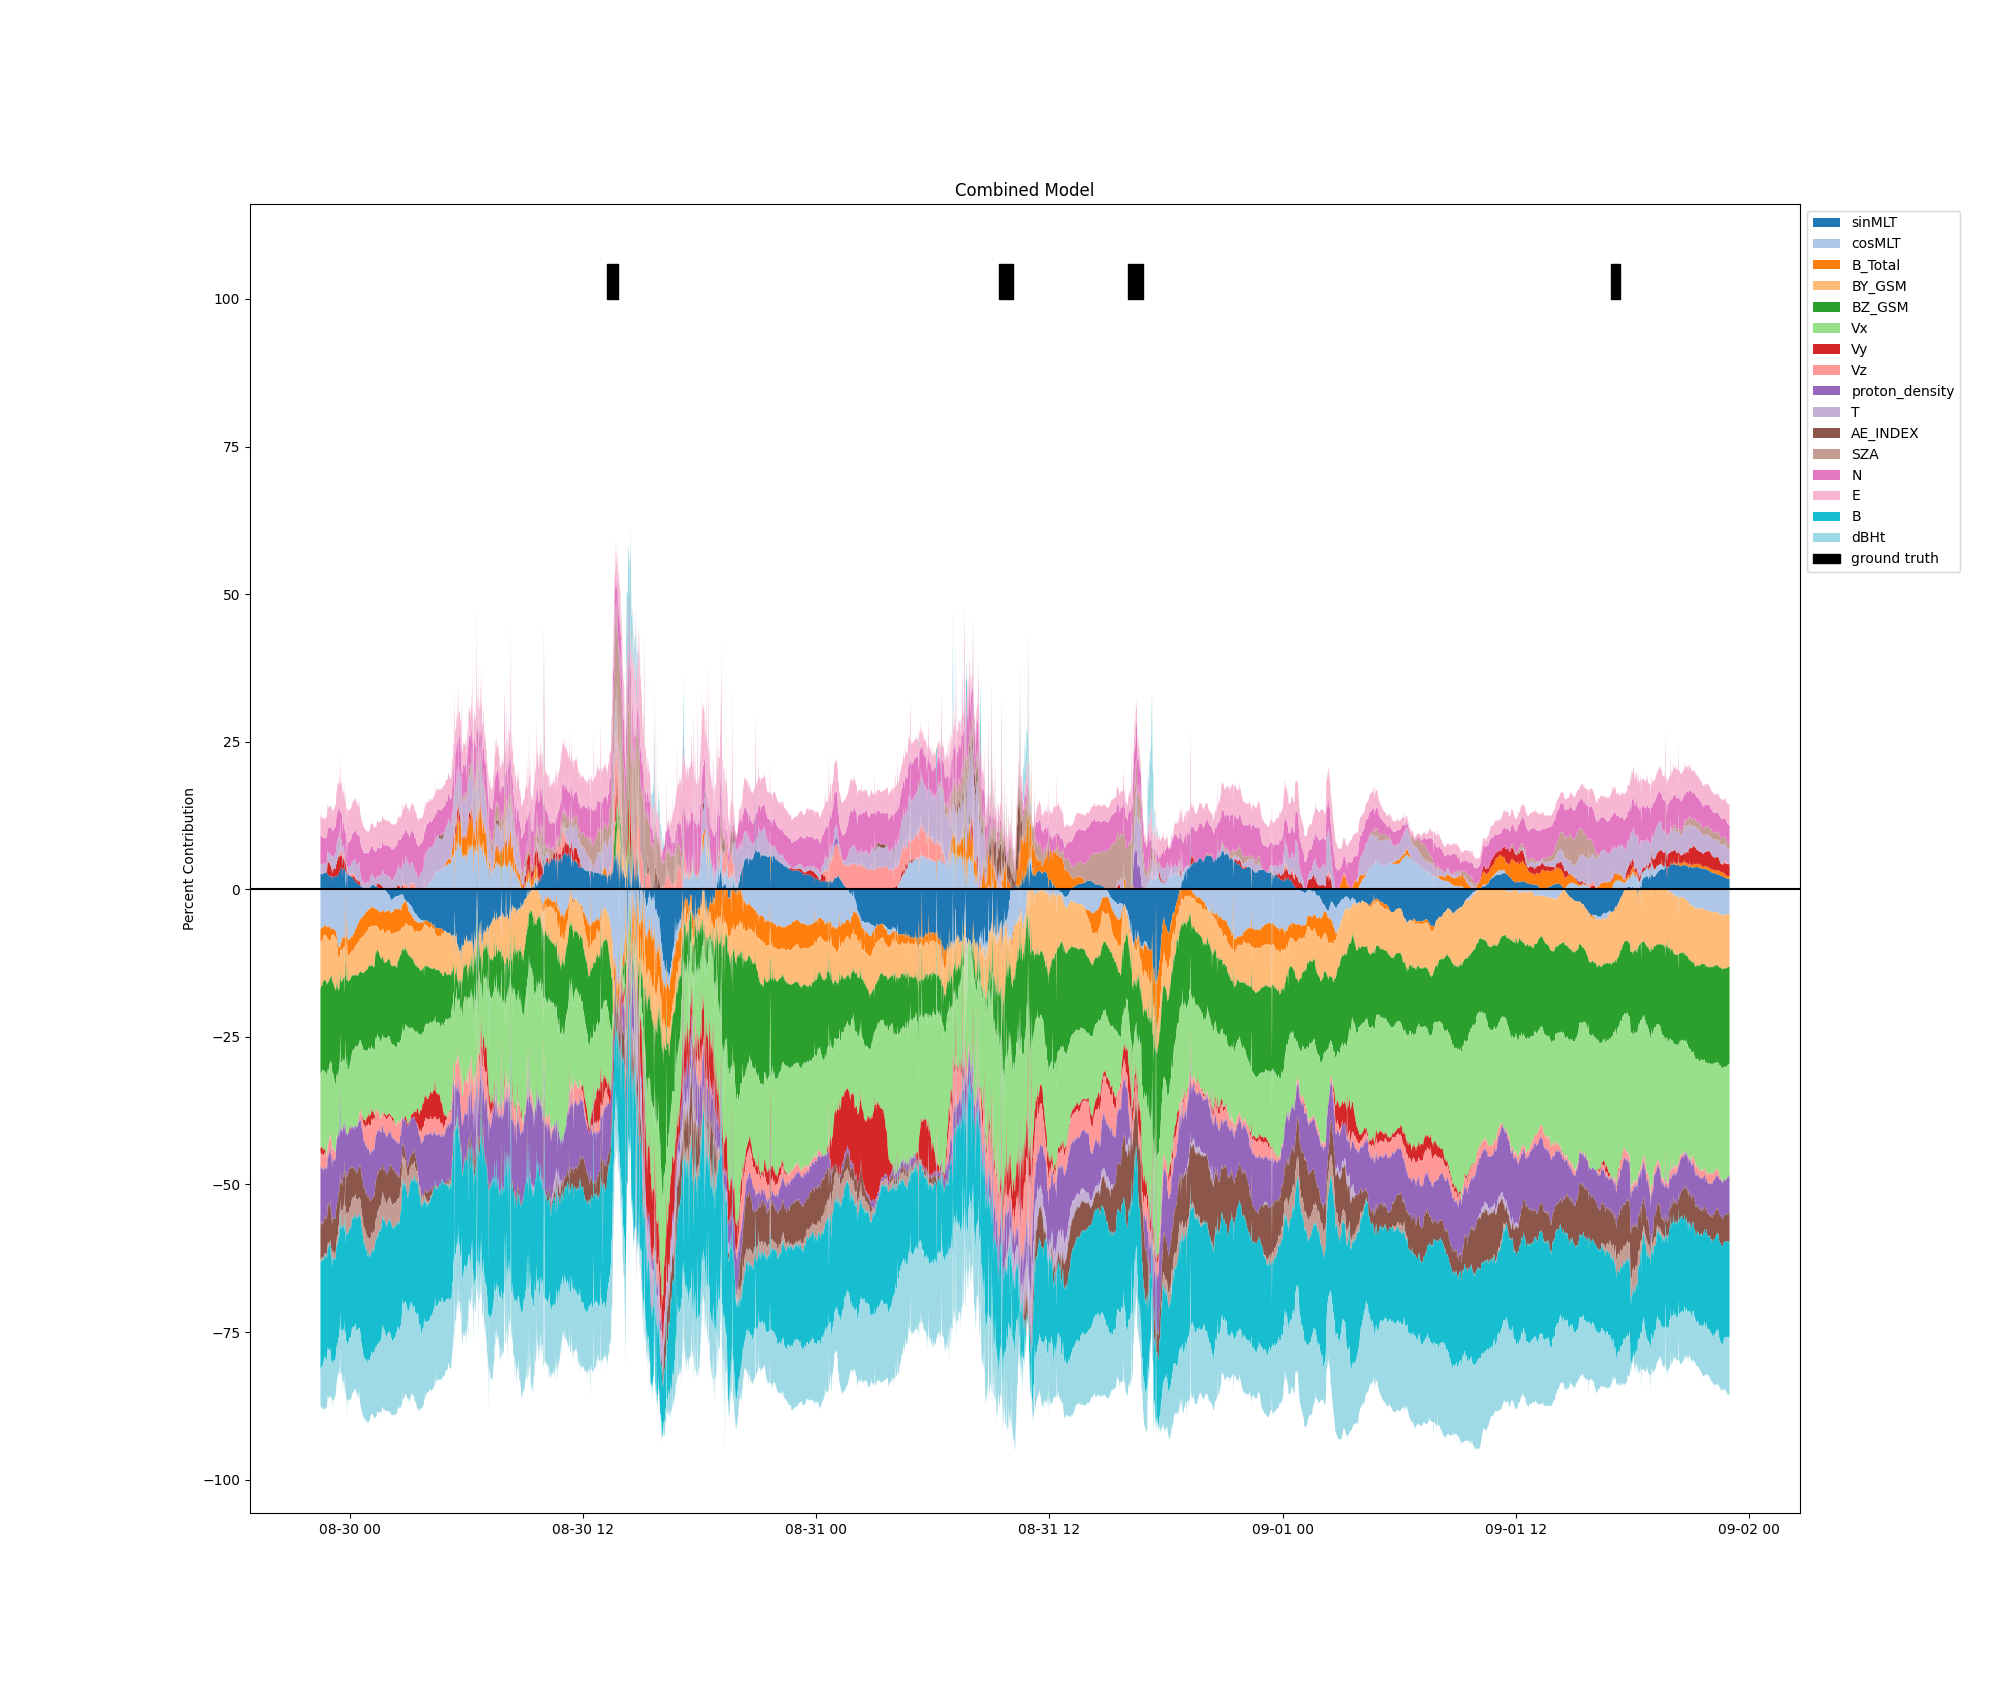 Combined Model
Percent Contribution
100
75
50
25
0
−25
−50
−75
−100
08-30 00
08-30 12
08-31 00
08-31 12
09-01 00
09-01 12
09-02 00
sinMLT
cosMLT
B_Total
BY_GSM
BZ_GSM
Vx
Vy
Vz
proton_density
T
AE_INDEX
SZA
N
E
B
dBHt
ground truth